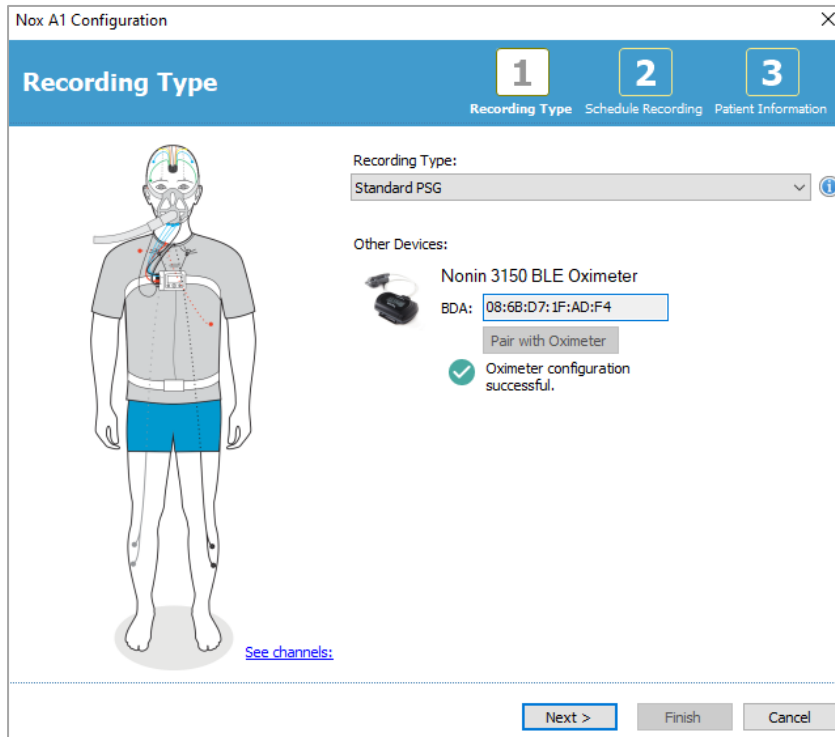 Nox A1 Configuration
Recording Type
1
Recording Type
2
Schedule Recording
3
Patient Information
Recording Type:
Standard PSG
Other Devices:
Nonin 3150 BLE Oximeter
BDA: 08:6B:D7:1F:AD:F4
Pair with Oximeter
Oximeter configuration
successful.
See channels:
Next >
Finish
Cancel